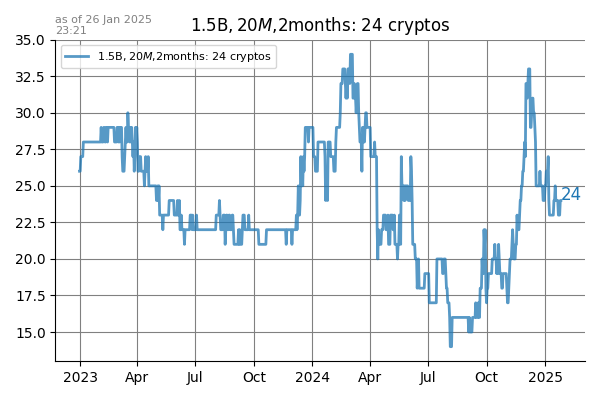 as of 26 Jan 2025
23:21
1.5B, 20M,2months: 24 cryptos
1.5B, 20M,2months: 24 cryptos
35.0
32.5
30.0
27.5
25.0
22.5
20.0
17.5
15.0
24
2023 Apr Jul Oct 2024 Apr Jul Oct 2025